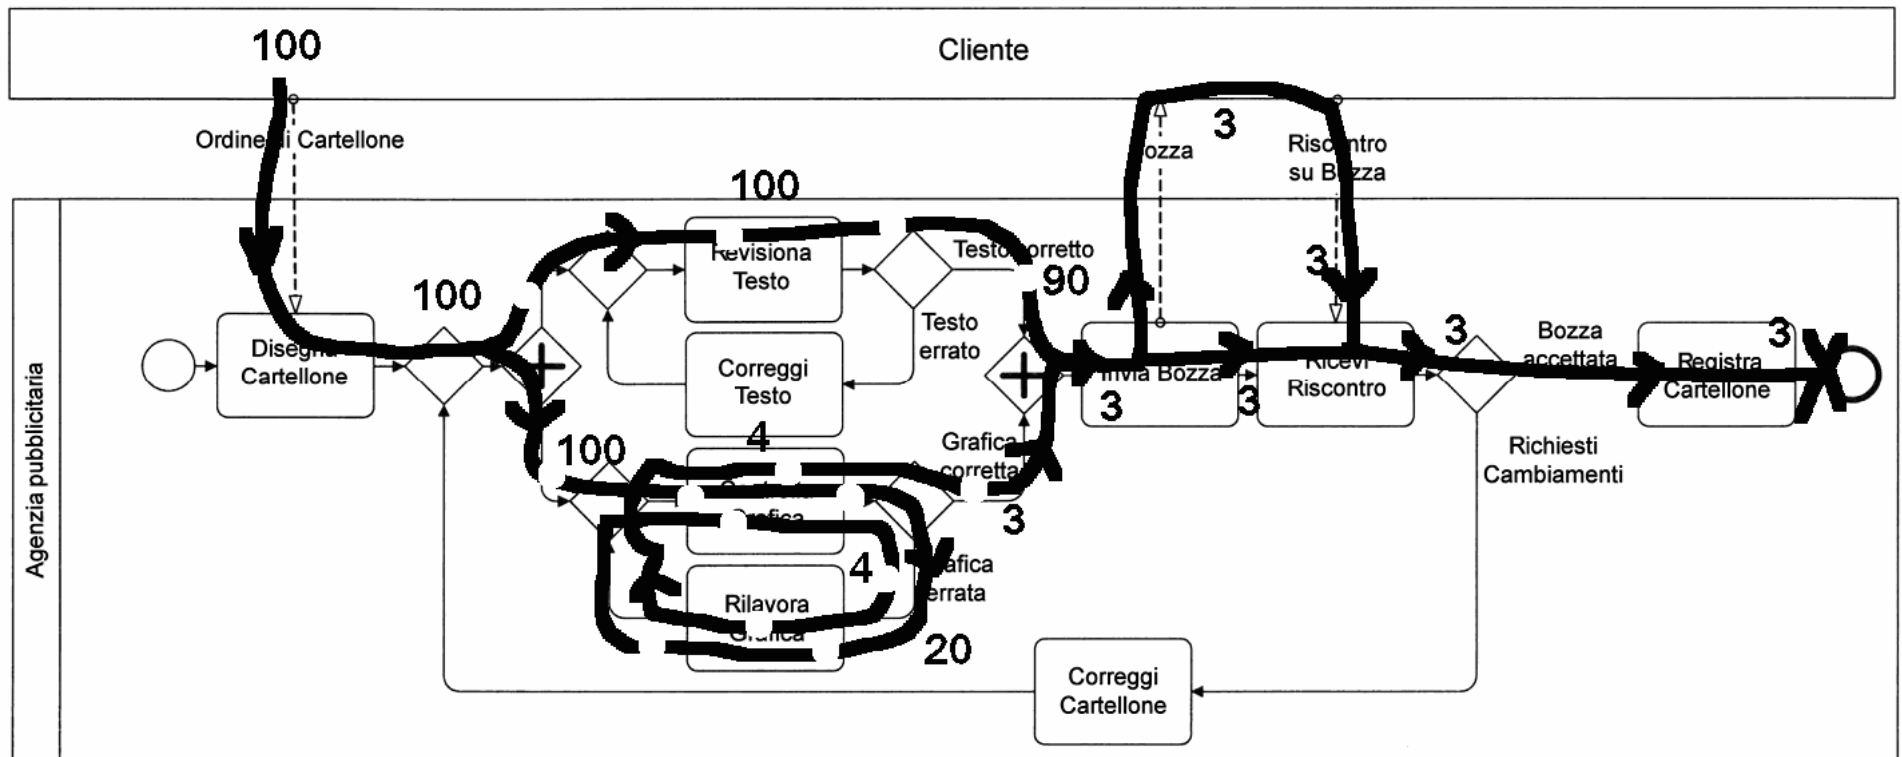 100
Cliente
3
Ordine di Cartellone
Riscontro
su Bozza
100
Revisiona
Testo
Testo corretto
90
3
100
Testo
errato
Disegna
Cartellone
Correggi
Testo
Invia Bozza
3
3
Ricevi
Riscontro
3
Bozza
accettata
3
Registra
Cartellone
Agenzia pubblicitaria
100
4
Grafica
corretta
Richiesti
Cambiamenti
3
Grafica
4
errata
Rilavora
Grafica
20
Correggi
Cartellone